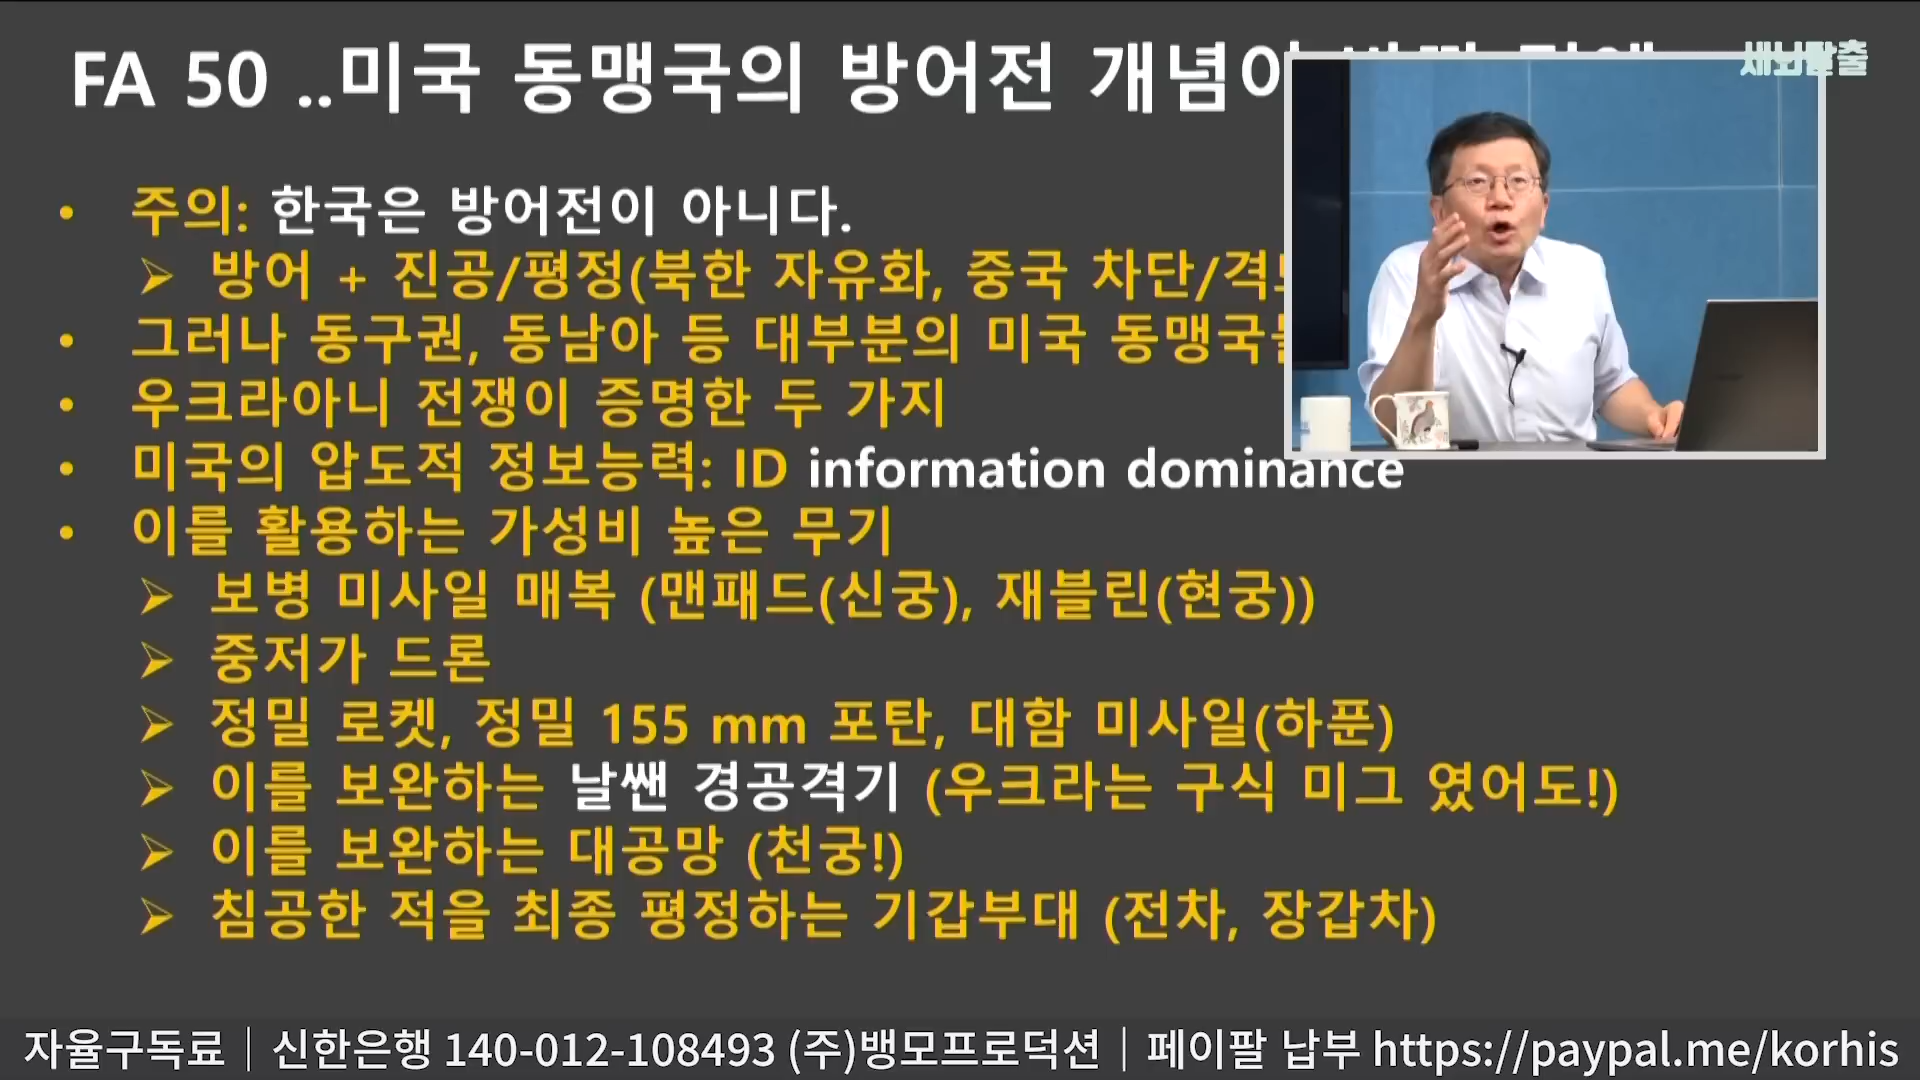 FA 50 ..미국 동맹국의 방어전 개념이
세뇌탈출
• 주의: 한국은 방어전이 아니다.
➢ 방어 + 진공/평정(북한 자유화, 중국 차단/
• 그러나 동구권, 동남아 등 대부분의 미국 동맹국
• 우크라아니 전쟁이 증명한 두 가지
• 미국의 압도적 정보능력: ID information dominance
• 이를 활용하는 가성비 높은 무기
➢ 보병 미사일 매복 (맨패드(신궁), 재블린(현궁))
➢ 중저가 드론
➢ 정밀 로켓, 정밀 155 mm 포탄, 대함 미사일(하푼)
➢ 이를 보완하는 날쌘 경공격기 (우크라는 구식 미그 였어도!)
➢ 이를 보완하는 대공망 (천궁!)
➢ 침공한 적을 최종 평정하는 기갑부대 (전차, 장갑차)
자율구독료 | 신한은행 140-012-108493 (주)뱅모프로덕션 | 페이팔 납부 https://paypal.me/korhis